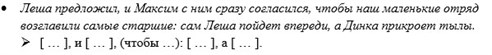 • Леша предложил, и Максим с ним сразу согласился, чтобы наш маленькие отряд
возглавили самые старшие: сам Леша пойдет впереди, а Динка прикроет тылы.
➢ [ … ], и [ … ], (чтобы …): [ … ], а [ … ].